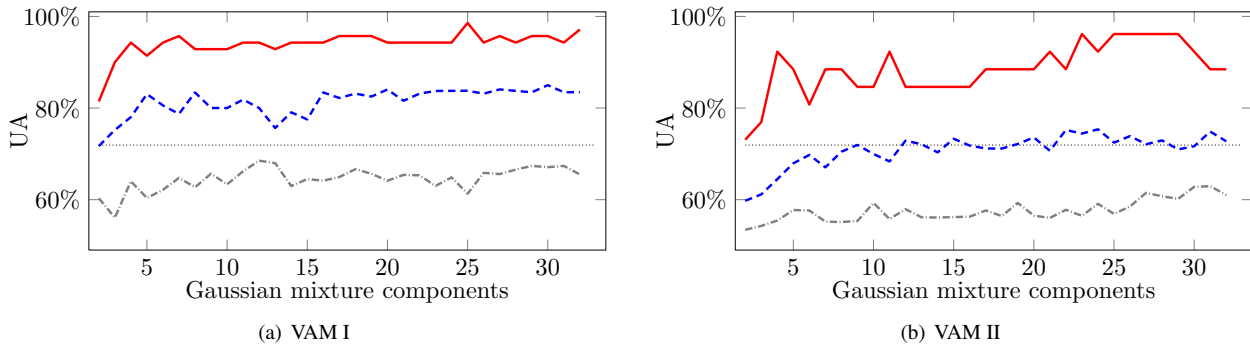 100%
80%
60%
UA
5 10 15 20 25 30
Gaussian mixture components
(a) VAM I
100%
80%
60%
UA
5 10 15 20 25 30
Gaussian mixture components
(b) VAM II